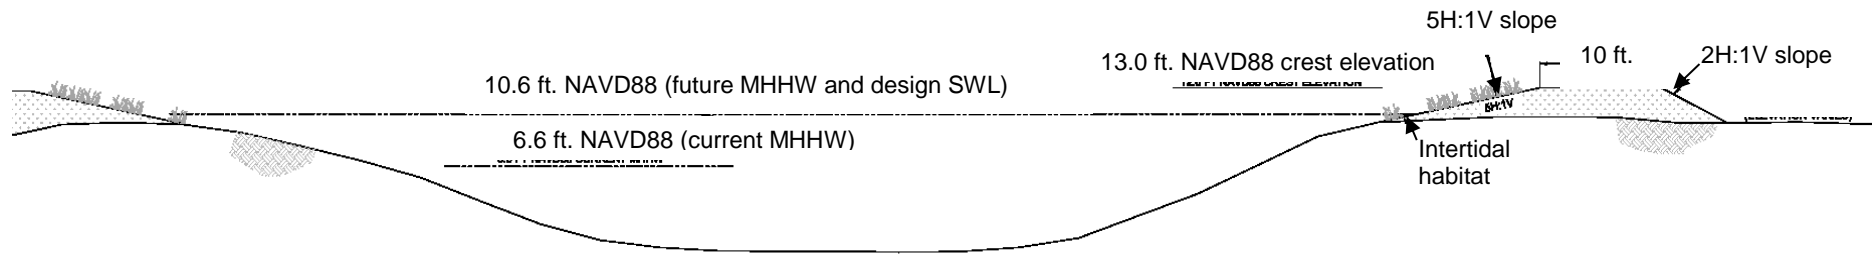 5H:1V slope
13.0 ft. NAVD88 crest elevation
10 ft.
2H:1V slope
10.6 ft. NAVD88 (future MHHW and design SWL)
5H:1V
6.6 ft. NAVD88 (current MHHW)
Intertidal
habitat